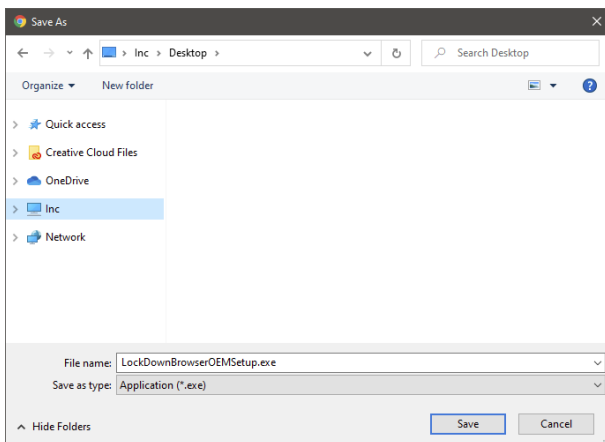 Save As
Inc > Desktop >
Search Desktop
Organize
New folder
Quick access
Creative Cloud Files
OneDrive
Inc
Network
File name: LockDownBrowserOEMSetup.exe
Save as type: Application (*.exe)
Hide Folders
Save
Cancel